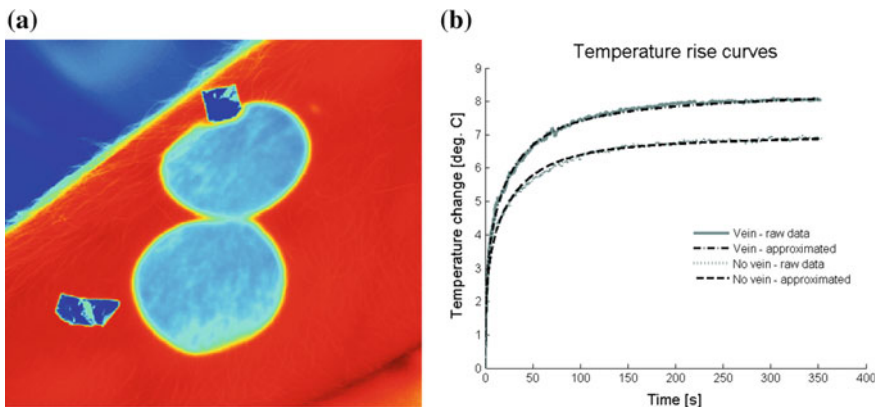 (a)
(b)
Temperature rise curves
Temperature change [deg. C]
9
8
7
6
5
4
3
2
1
0
Vein - raw data
Vein - approximated
No vein - raw data
No vein - approximated
0 50 100 150 200 250 300 350 400
Time [s]